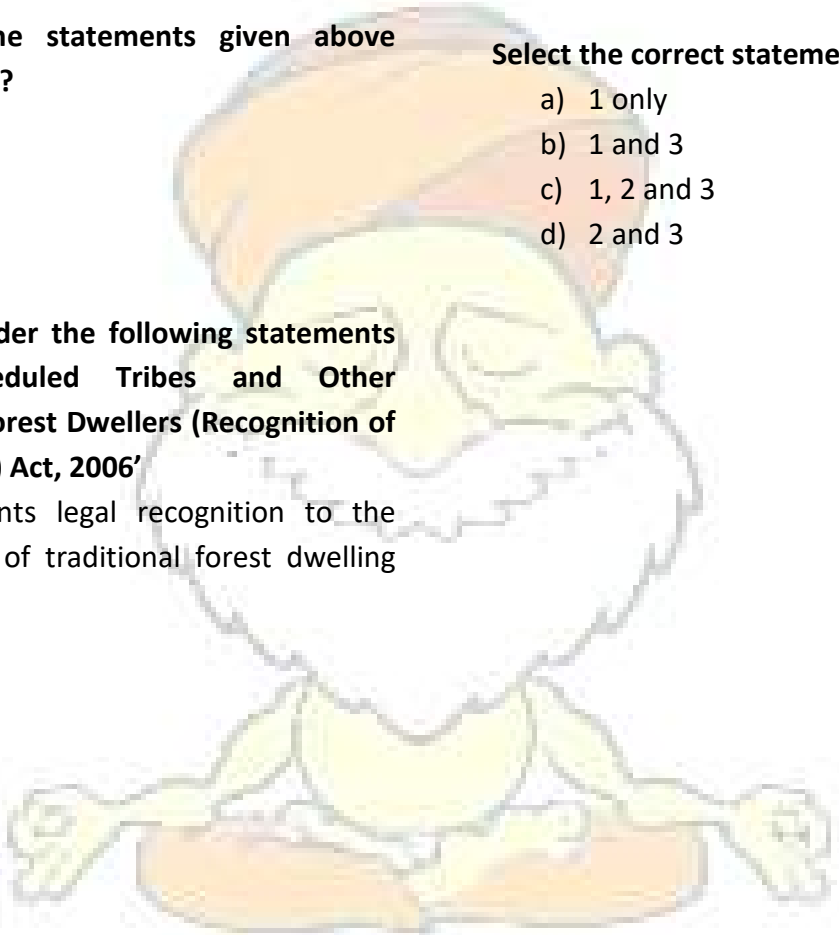 ne statements given above
?
der the following statements
eduled Tribes and Other
orest Dwellers (Recognition of
) Act, 2006’
nts legal recognition to the
of traditional forest dwelling
Select the correct stateme
a) 1 only
b) 1 and 3
c) 1, 2 and 3
d) 2 and 3